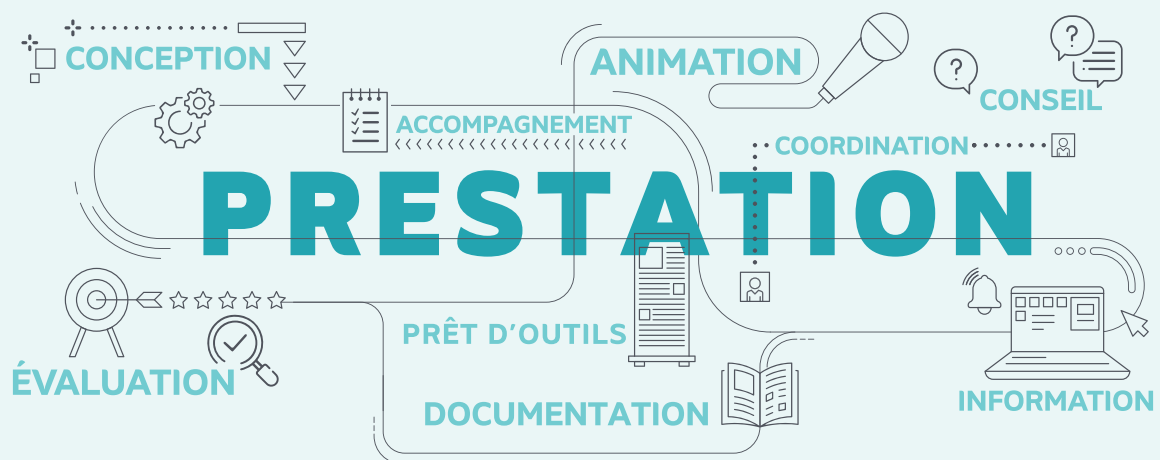 CONCEPTION
ANIMATION
CONSEIL
ACCOMPAGNEMENT
COORDINATION
PRESTATION
PRÊT D’OUTILS
ÉVALUATION
DOCUMENTATION
INFORMATION